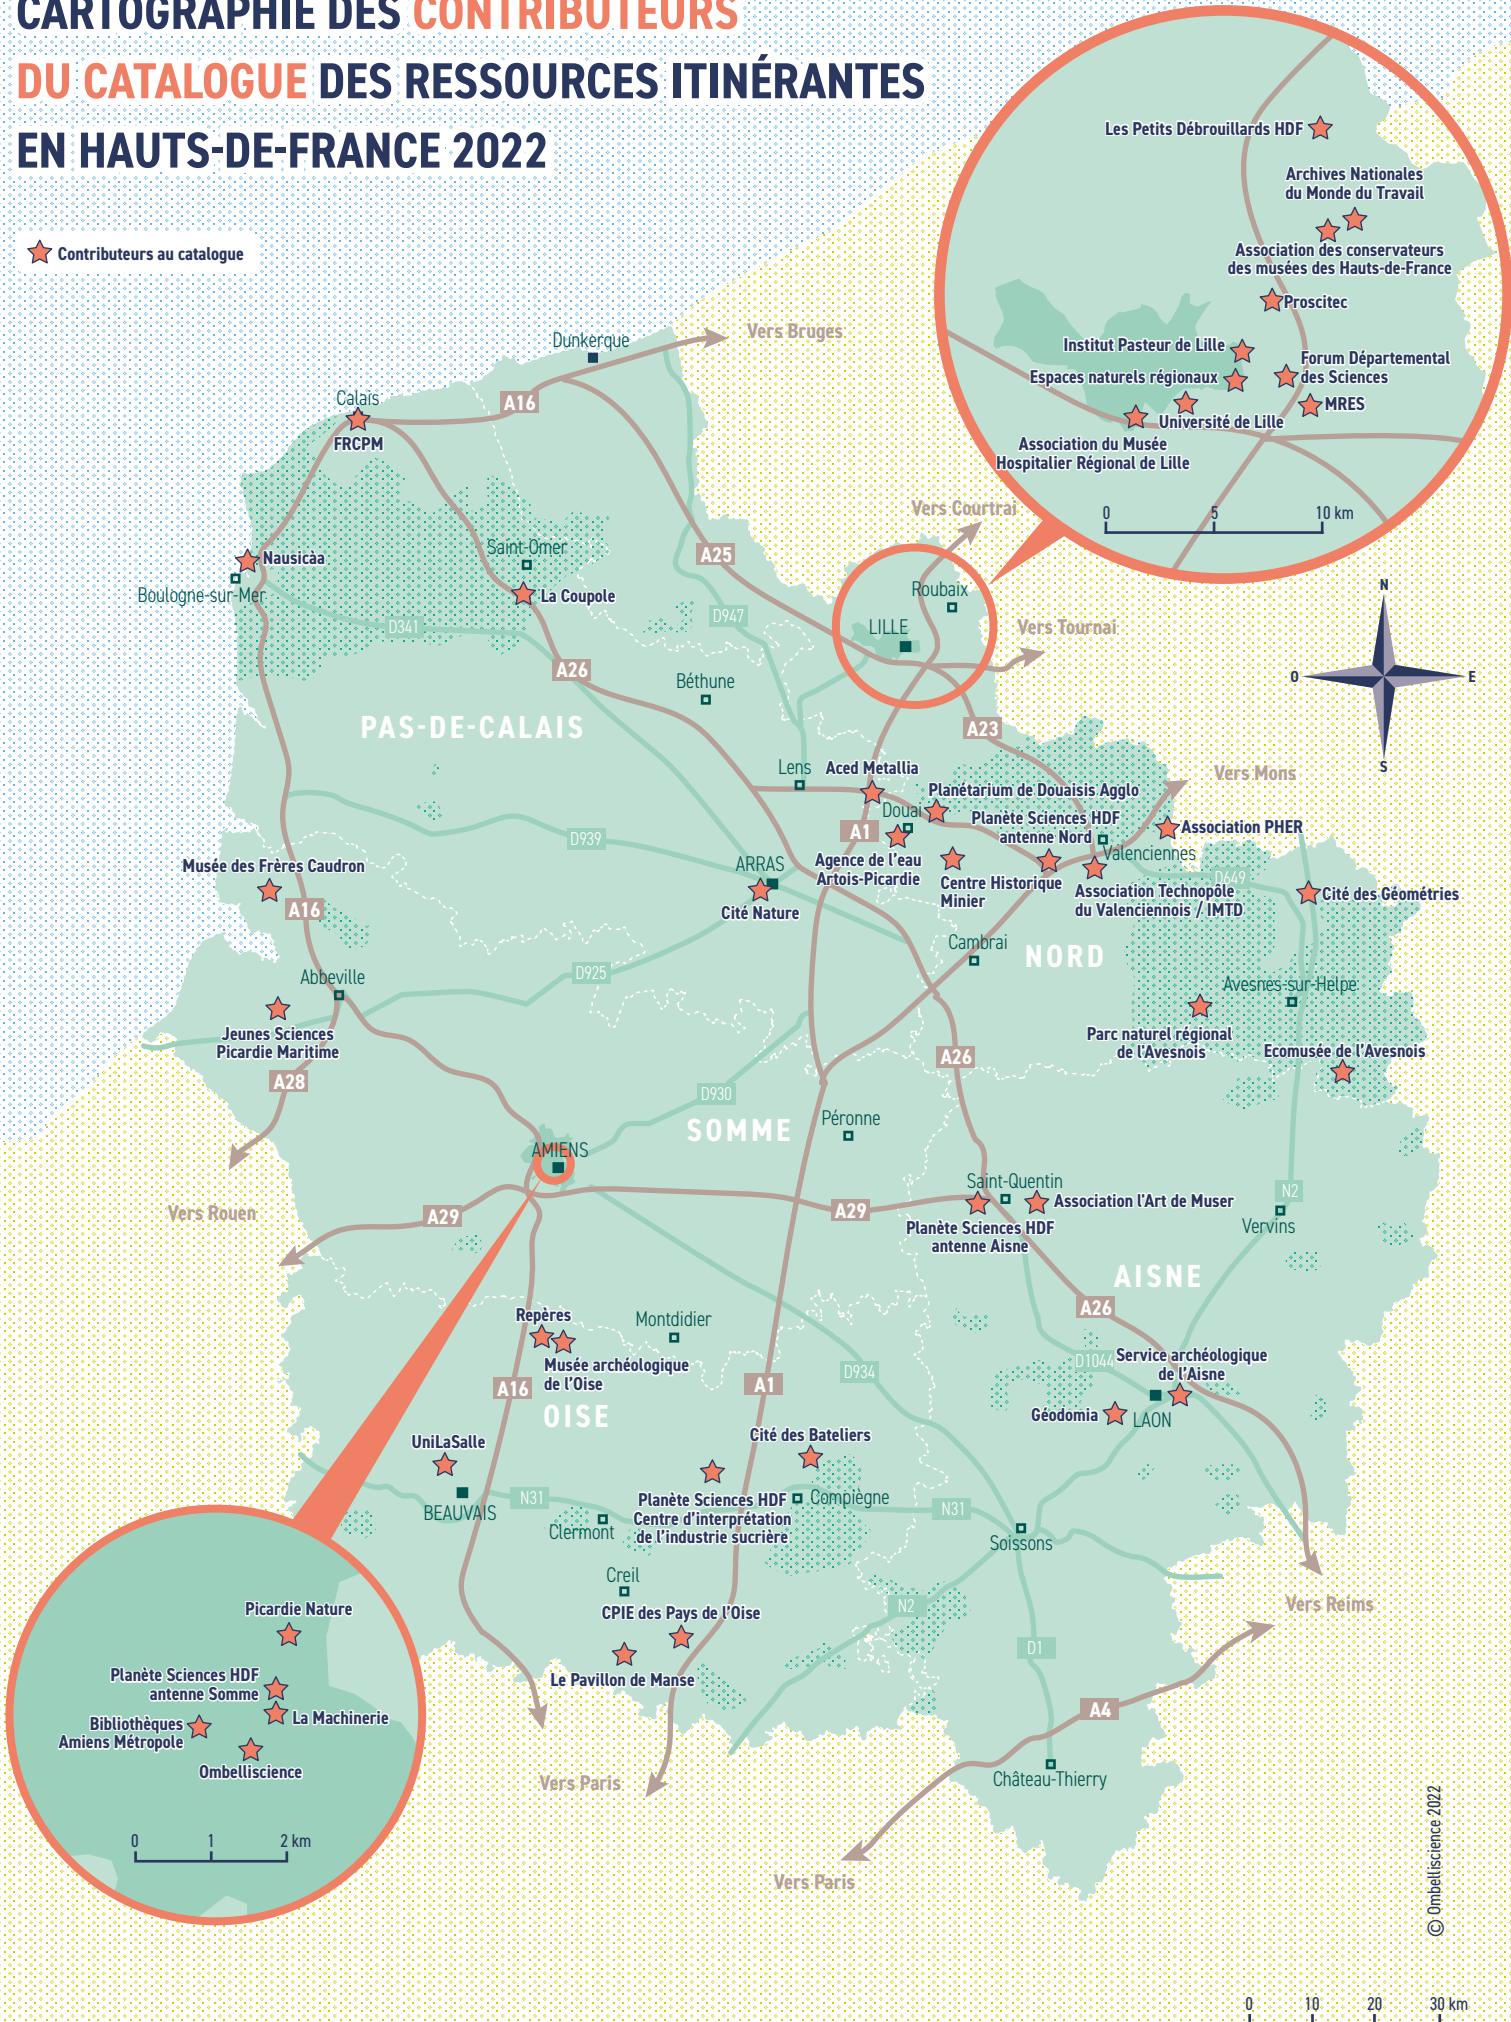 CARTOGRAPHIE DES CONTRIBUTEURS
DU CATALOGUE DES RESSOURCES ITINÉRANTES
EN HAUTS-DE-FRANCE 2022
Contributeurs au catalogue
Les Petits Débrouillards HDF
Archives Nationales
du Monde du Travail
Association des conservateurs
des musées des Hauts-de-France
Proscitec
Institut Pasteur de Lille
Forum Départemental
des Sciences
Espaces naturels régionaux
MRES
Université de Lille
Association du Musée
Hospitalier Régional de Lille
0
5
10 km
Vers Bruges
Dunkerque
Calais
A16
FRCPM
Vers Courtrai
Saint-Omer
A25
Nausicàa
Boulogne-sur-Mer
La Coupole
Roubaix
D947
D341
LILLE
Vers Tournai
N
O
E
S
A26
Béthune
PAS-DE-CALAIS
A23
Lens
Aced Metallia
Vers Mons
Planétarium de Douaisis Agglo
Douai
Planète Sciences HDF
antenne Nord
A1
Association PHER
D939
Valenciennes
Agence de l'eau
Artois-Picardie
Musée des Frères Caudron
ARRAS
Centre Historique
Minier
D649
Association Technopôle
du Valenciennois / IMTD
Cité des Géométries
A16
Cité Nature
Cambrai
NORD
Abbeville
D925
Avesnes-sur-Helpe
Jeunes Sciences
Picardie Maritime
Parc naturel régional
de l'Avesnois
Ecomusée de l'Avesnois
A26
A28
D930
SOMME
Péronne
AMIENS
Saint-Quentin
N2
Association l'Art de Muser
Vers Rouen
A29
A29
Planète Sciences HDF
antenne Aisne
Vervins
AISNE
Repères
Montdidier
A26
Musée archéologique
de l'Oise
D934
D1044
Service archéologique
de l'Aisne
A16
A1
OISE
Géodomia
LAON
UniLaSalle
Cité des Bateliers
BEAUVAIS
N31
Planète Sciences HDF
Centre d'interprétation
de l'industrie sucrière
Compiègne
N31
Clermont
Soissons
Creil
CPIE des Pays de l'Oise
N2
Vers Reims
Picardie Nature
D1
Le Pavillon de Manse
Planète Sciences HDF
antenne Somme
La Machinerie
Bibliothèques
Amiens Métropole
A4
Ombelliscience
Vers Paris
Château-Thierry
0
1
2 km
Vers Paris
© Ombelliscience 2022
0
10
20
30 km